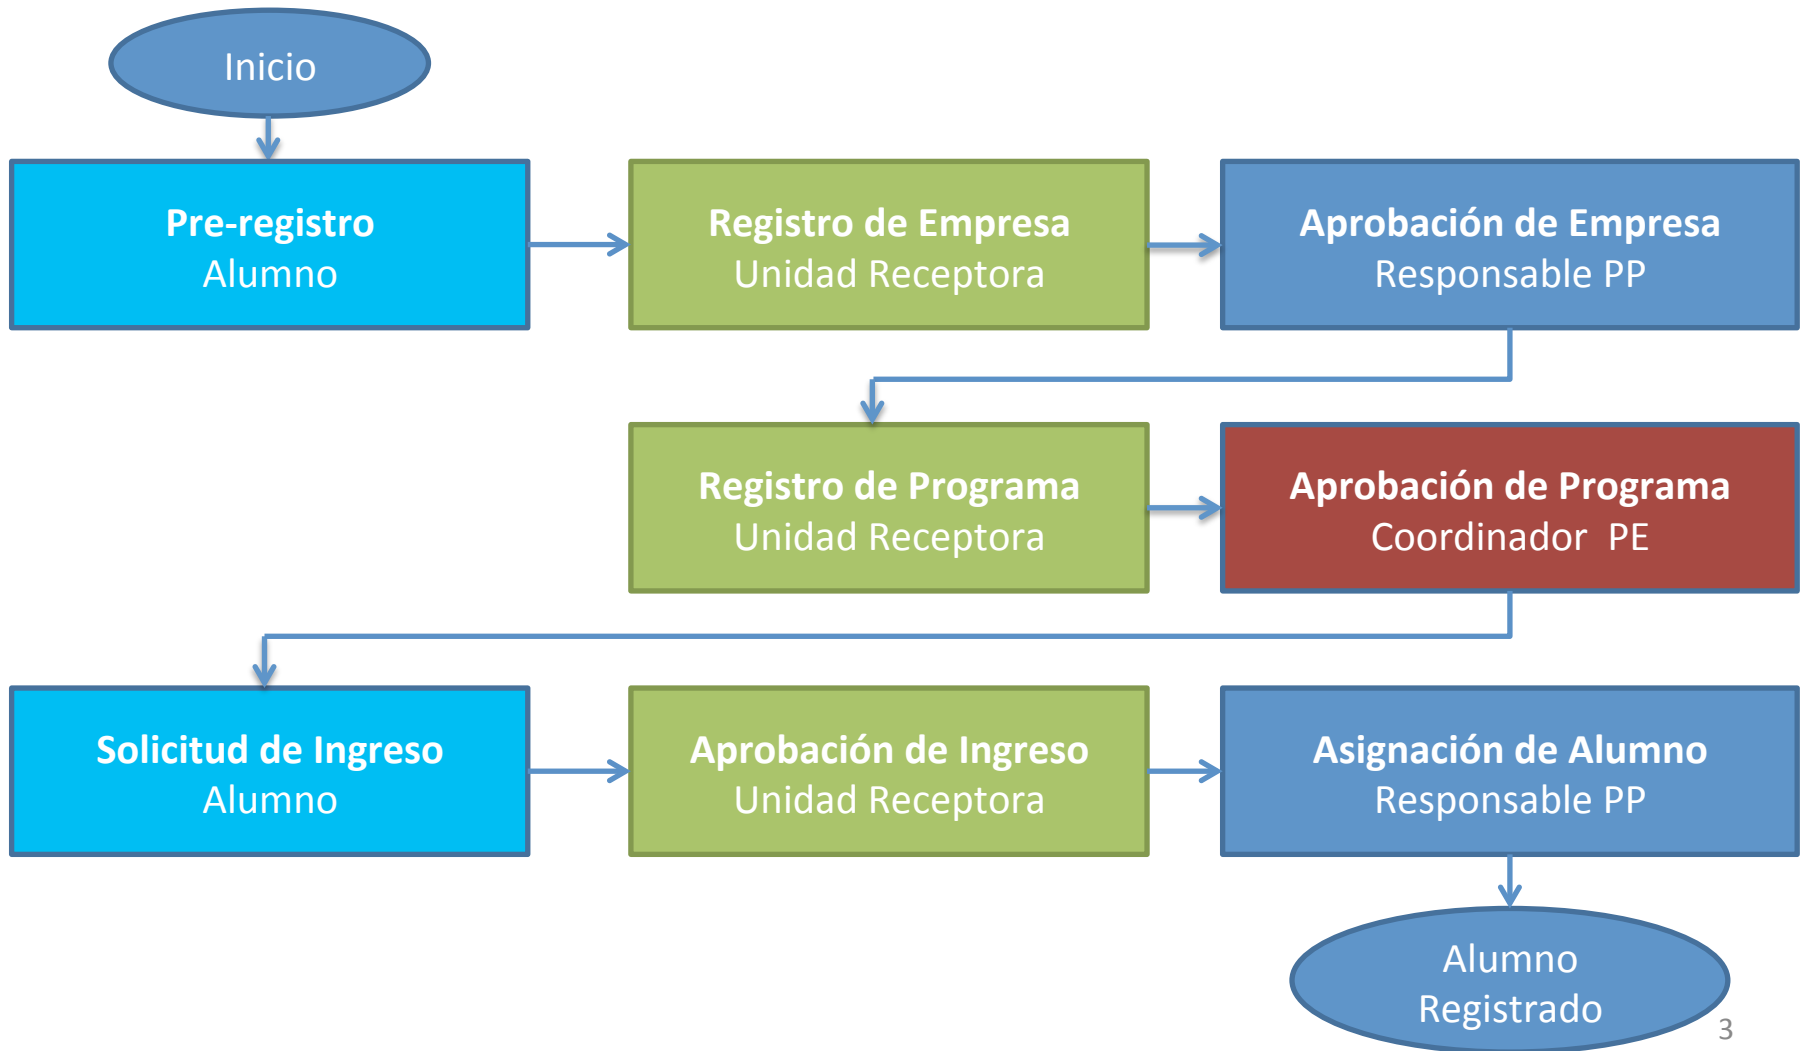 Inicio
Pre-registro
Alumno
Registro de Empresa
Unidad Receptora
Aprobación de Empresa
Responsable PP
Registro de Programa
Unidad Receptora
Aprobación de Programa
Coordinador  PE
Solicitud de Ingreso
Alumno
Aprobación de Ingreso
Unidad Receptora
Asignación de Alumno
Responsable PP
Alumno
Registrado
3